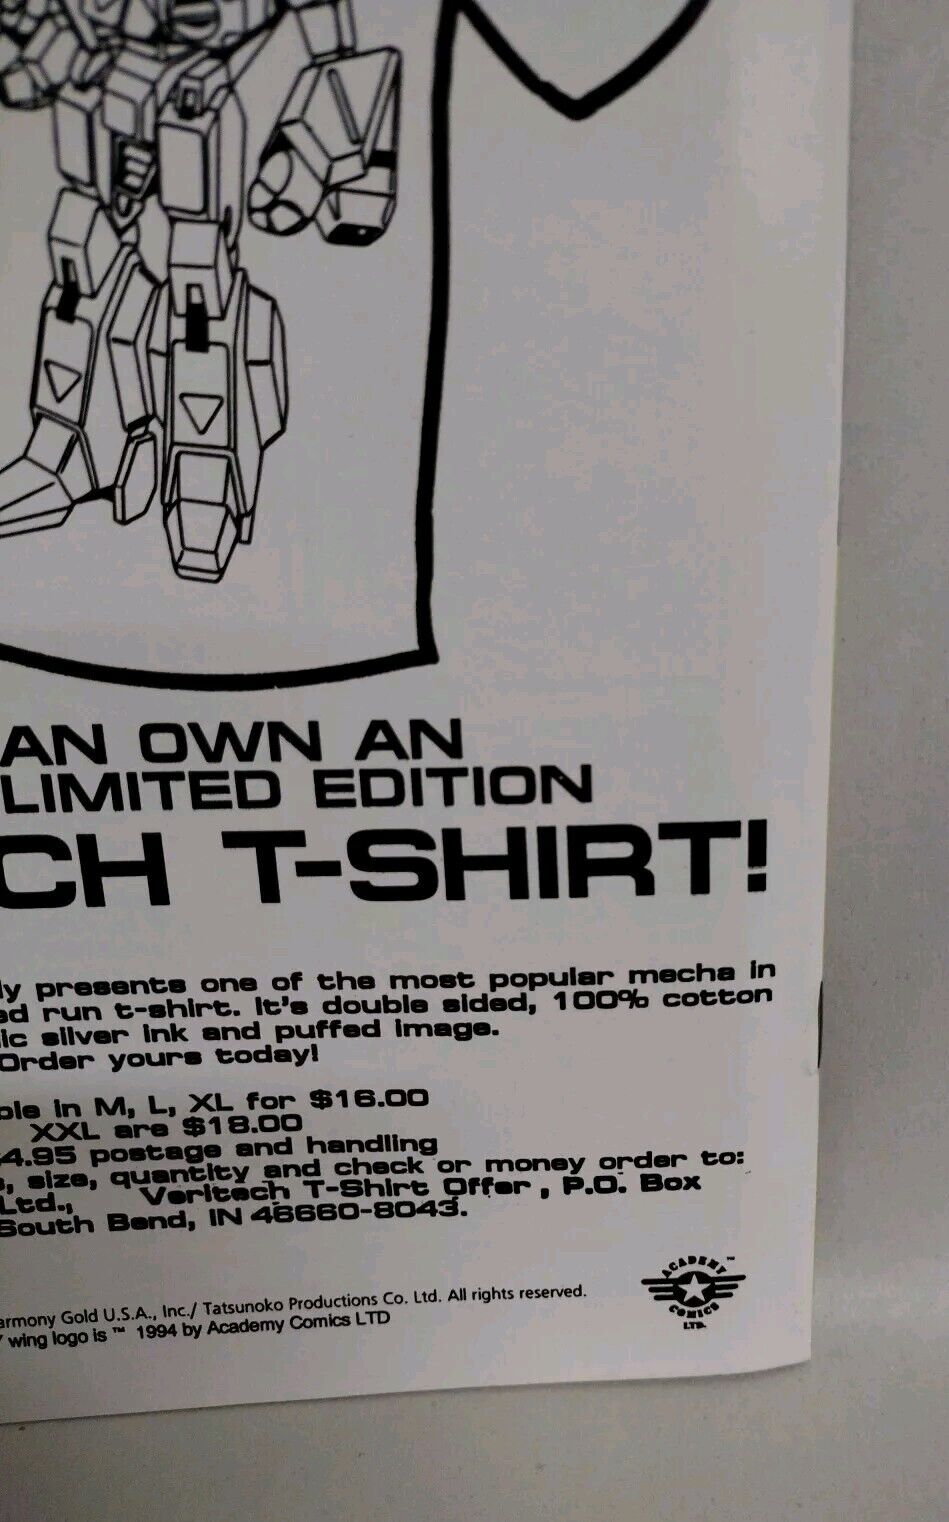 AN OWN AN
LIMITED EDITION
CH T-SHIRT!
ly presents one of the most popular mecha in
ed run t-shirt. It's double sided, 100% cotton
ic silver ink and puffed image.
Order yours today!
ble in M, L, XL for $16.00
XXL are $18.00
4.95 postage and handling
, size, quantity and check or money order to:
Ltd., Veritech T-Shirt Offer, P.O. Box
South Bend, IN 46660-8043.
armony Gold U.S.A., Inc./ Tatsunoko Productions Co. Ltd. All rights reserved.
wing logo is ™ 1994 by Academy Comics LTD
ACADEMY ™
COMICS
LTD.